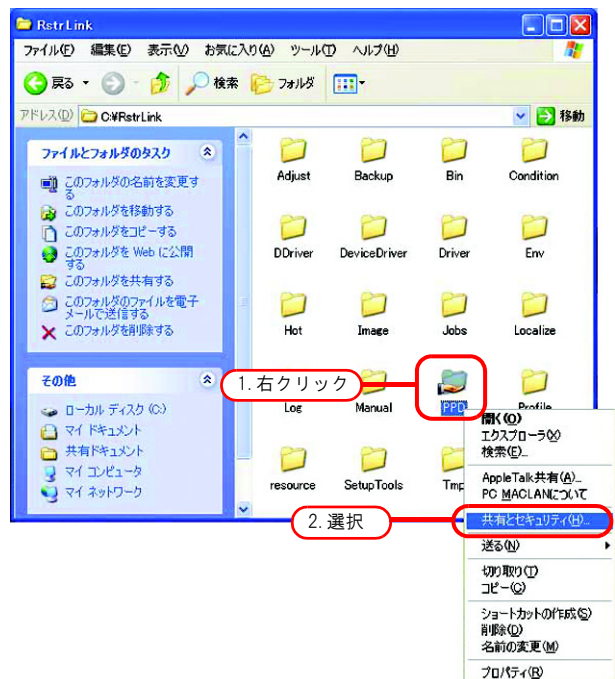 RstrLink
ファイル(F) 編集(E) 表示(V) お気に入り(A) ツール(T) ヘルプ(H)
戻る 検索 フォルダ
アドレス(D) C:¥RstrLink 移動
ファイルとフォルダのタスク
このフォルダの名前を変更す
る
このフォルダを移動する
このフォルダをコピーする
このフォルダを Web に公開
する
このフォルダを共有する
このフォルダのファイルを電子
メールで送信する
このフォルダを削除する
その他
ローカル ディスク (C:)
マイ ドキュメント
共有ドキュメント
マイ コンピュータ
マイ ネットワーク
Adjust Backup Bin Condition
DDriver DeviceDriver Driver Env
Hot Image Jobs Localize
1.右クリック
Log Manual PPD Profile
resource SetupTools Tmp
2.選択
開く(O)
エクスプローラ(X)
検索(E)...
AppleTalk共有(A)...
PC MACLANについて
共有とセキュリティ(H)...
送る(N)
切り取り(T)
コピー(C)
ショートカットの作成(S)
削除(D)
名前の変更(M)
プロパティ(R)